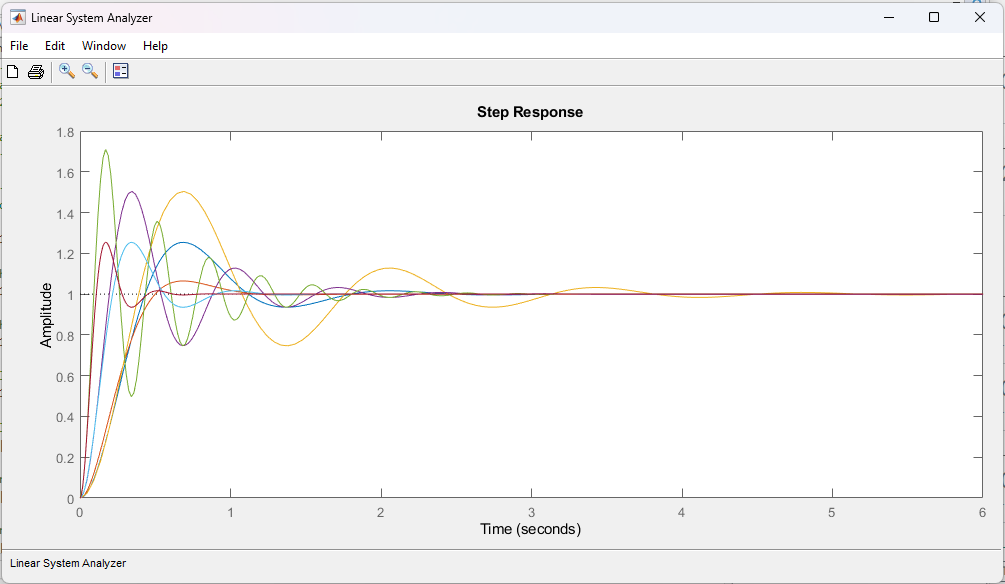 Linear System Analyzer
File Edit Window Help
Step Response
Amplitude
1.8
1.6
1.4
1.2
1
0.8
0.6
0.4
0.2
0
0 1 2 3 4 5 6
Time (seconds)
Linear System Analyzer